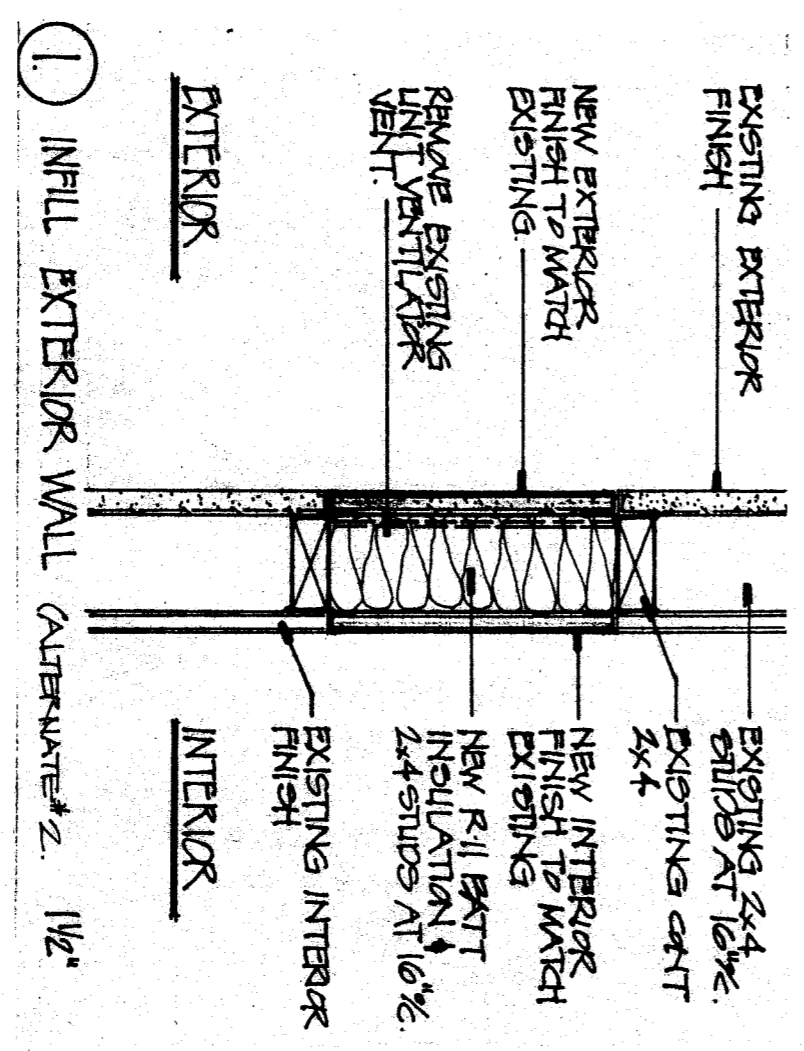 EXISTING EXTERIOR
FINISH
NEW EXTERIOR
FINISH TO MATCH
EXISTING.
REMOVE EXISTING
UNIT VENTILATOR
VENT.
EXTERIOR
EXISTING 2x4
STUDS AT 16"%.
EXISTING CONT
2x4
NEW INTERIOR
FINISH TO MATCH
EXISTING
NEW R-11 BATT
INSULATION &
2x4 STUDS AT 16"%.
EXISTING INTERIOR
FINISH
INTERIOR
1. INFILL EXTERIOR WALL (ALTERNATE #2. 1½"